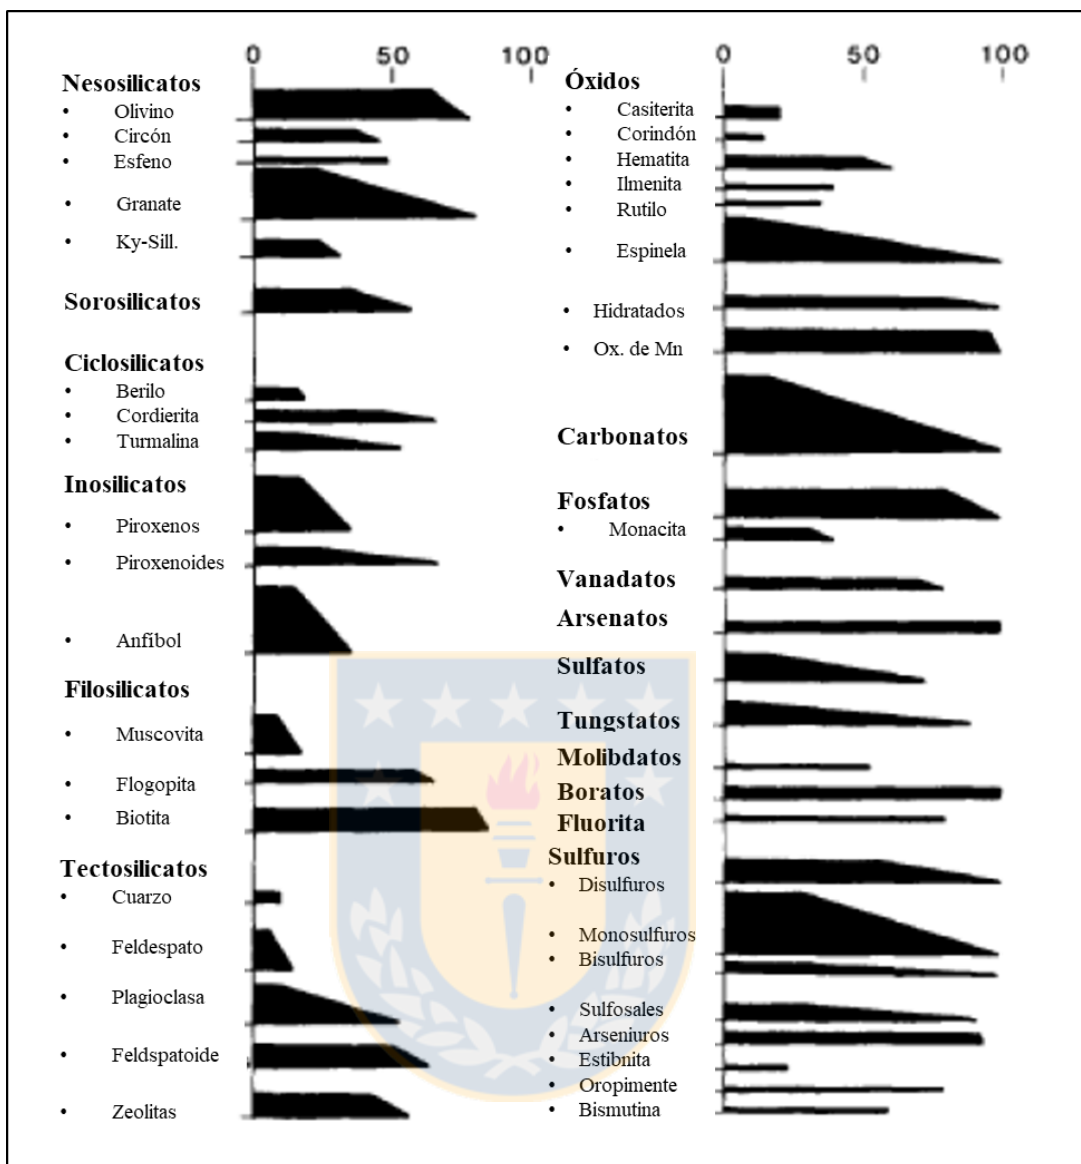 0 50 100
Nesosilicatos
• Olivino
• Circón
• Esfeno
• Granate
• Ky-Sill.
Sorosilicatos
Ciclosilicatos
• Berilo
• Cordierita
• Turmalina
Inosilicatos
• Piroxenos
• Piroxenoides
• Anfíbol
Filosilicatos
• Muscovita
• Flogopita
• Biotita
Tectosilicatos
• Cuarzo
• Feldespato
• Plagioclasa
• Feldspatoide
• Zeolitas
0 50 100
Óxidos
• Casiterita
• Corindón
• Hematita
• Ilmenita
• Rutilo
• Espinela
• Hidratados
• Ox. de Mn
Carbonatos
Fosfatos
• Monacita
Vanadatos
Arsenatos
Sulfatos
Tungstatos
Molibdatos
Boratos
Fluorita
Sulfuros
• Disulfuros
• Monosulfuros
• Bisulfuros
• Sulfosales
• Arseniuros
• Estibnita
• Oropimente
• Bismutina